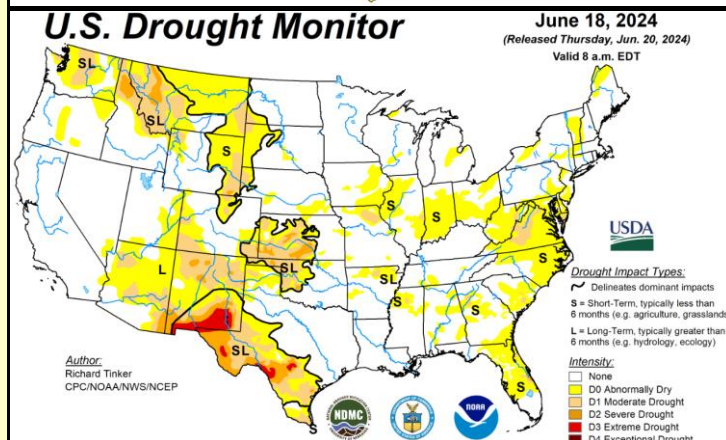 U.S. Drought Monitor
June 18, 2024
(Released Thursday, Jun. 20, 2024)
Valid 8 a.m. EDT
SL
SL
S
S
S
L
SL
SL
S
S
S
S
SL
S
S
USDA
Drought Impact Types:
Delineates dominant impacts
S = Short-Term, typically less than
6 months (e.g. agriculture, grasslands
L = Long-Term, typically greater than
6 months (e.g. hydrology, ecology)
Intensity:
None
D0 Abnormally Dry
D1 Moderate Drought
D2 Severe Drought
D3 Extreme Drought
D4 Exceptional Drought
Author:
Richard Tinker
CPC/NOAA/NWS/NCEP
NDMC
NOAA